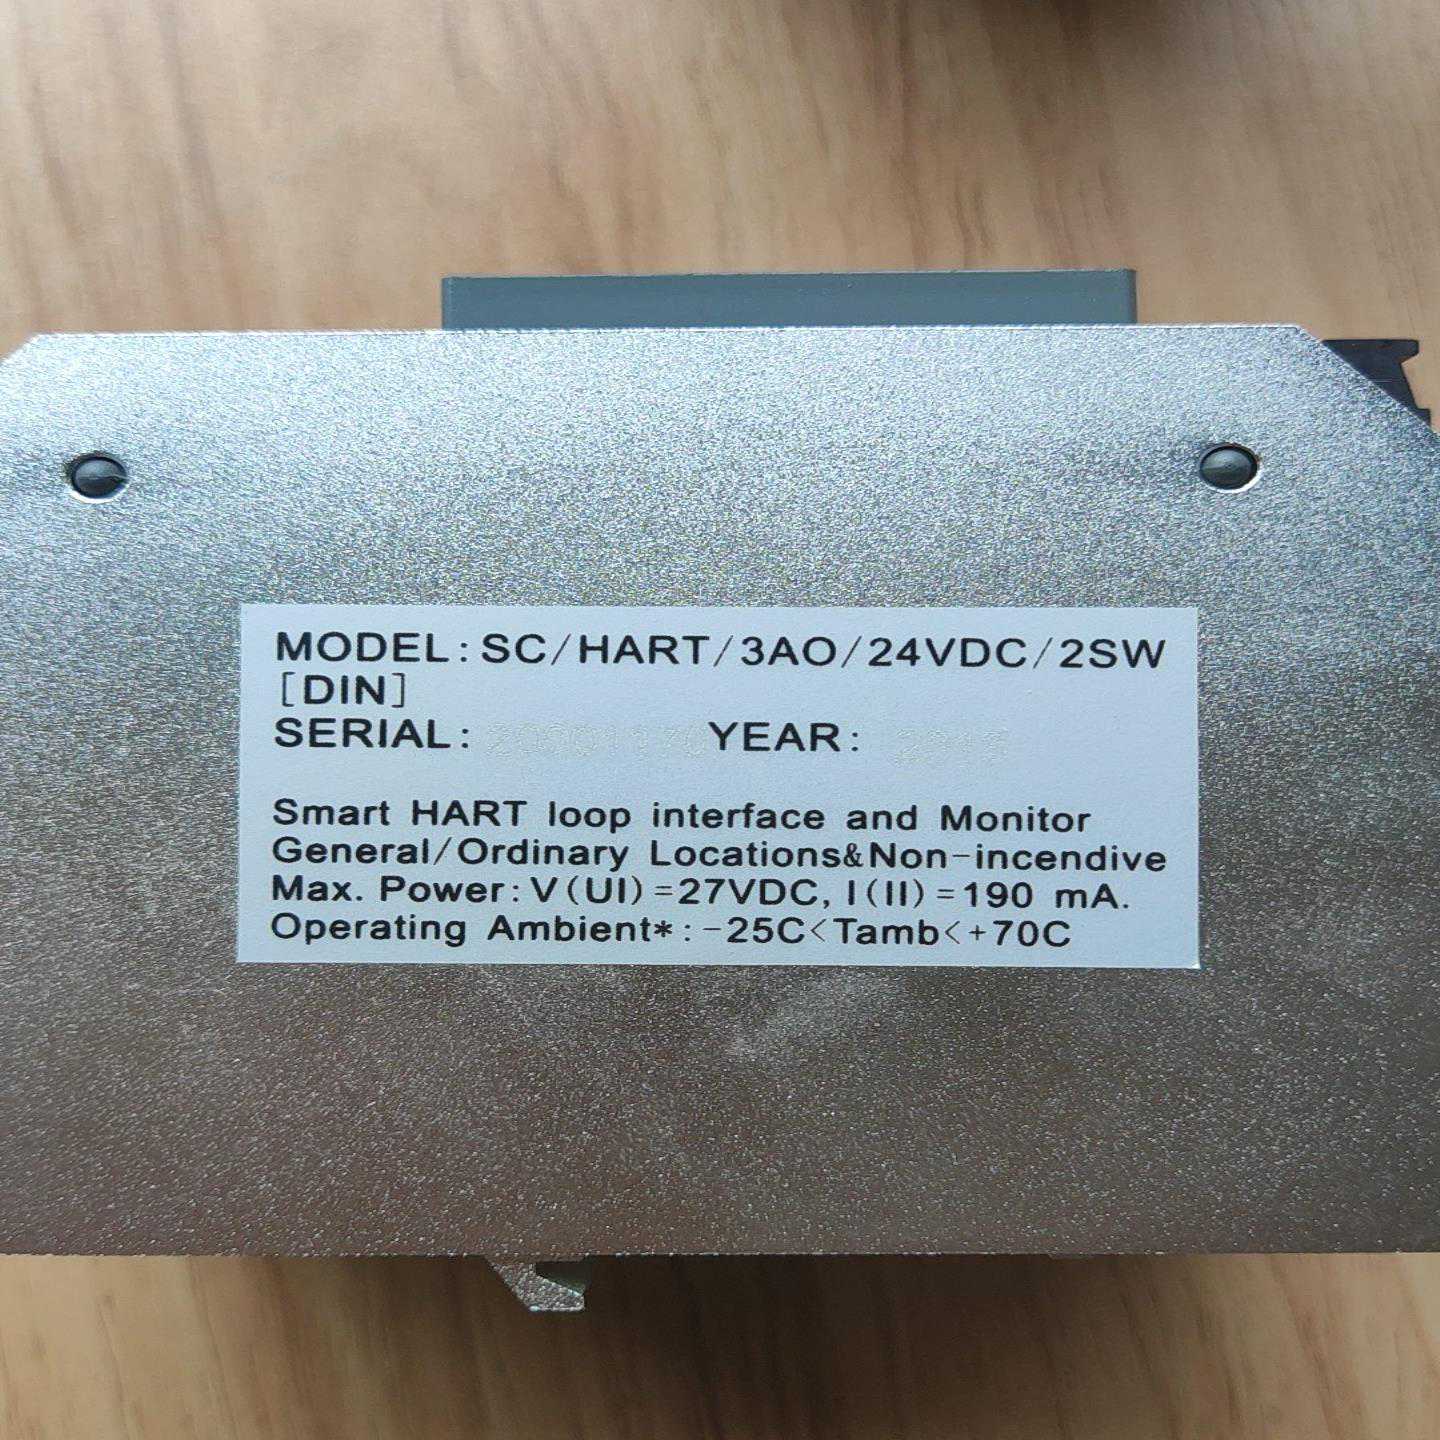 MODEL:SC/HART/3AO/24VDC/2SW
[DIN]
SERIAL: YEAR:
Smart HART loop interface and Monitor
General/Ordinary Locations&Non-incendive
Max. Power:V(UI)=27VDC, I(II)=190 mA.
Operating Ambient*:-25C<Tamb<+70C